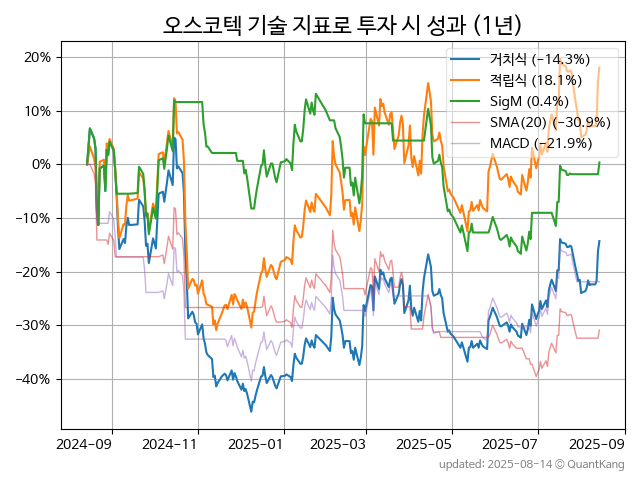 오스코텍 기술 지표로 투자 시 성과 (1년)
20%
10%
0%
−10%
−20%
−30%
−40%
거치식 (−14.3%)
적립식 (18.1%)
SigM (0.4%)
SMA(20) (−30.9%)
MACD (−21.9%)
2024-09
2024-11
2025-01
2025-03
2025-05
2025-07
2025-09
updated: 2025-08-14 © QuantKang